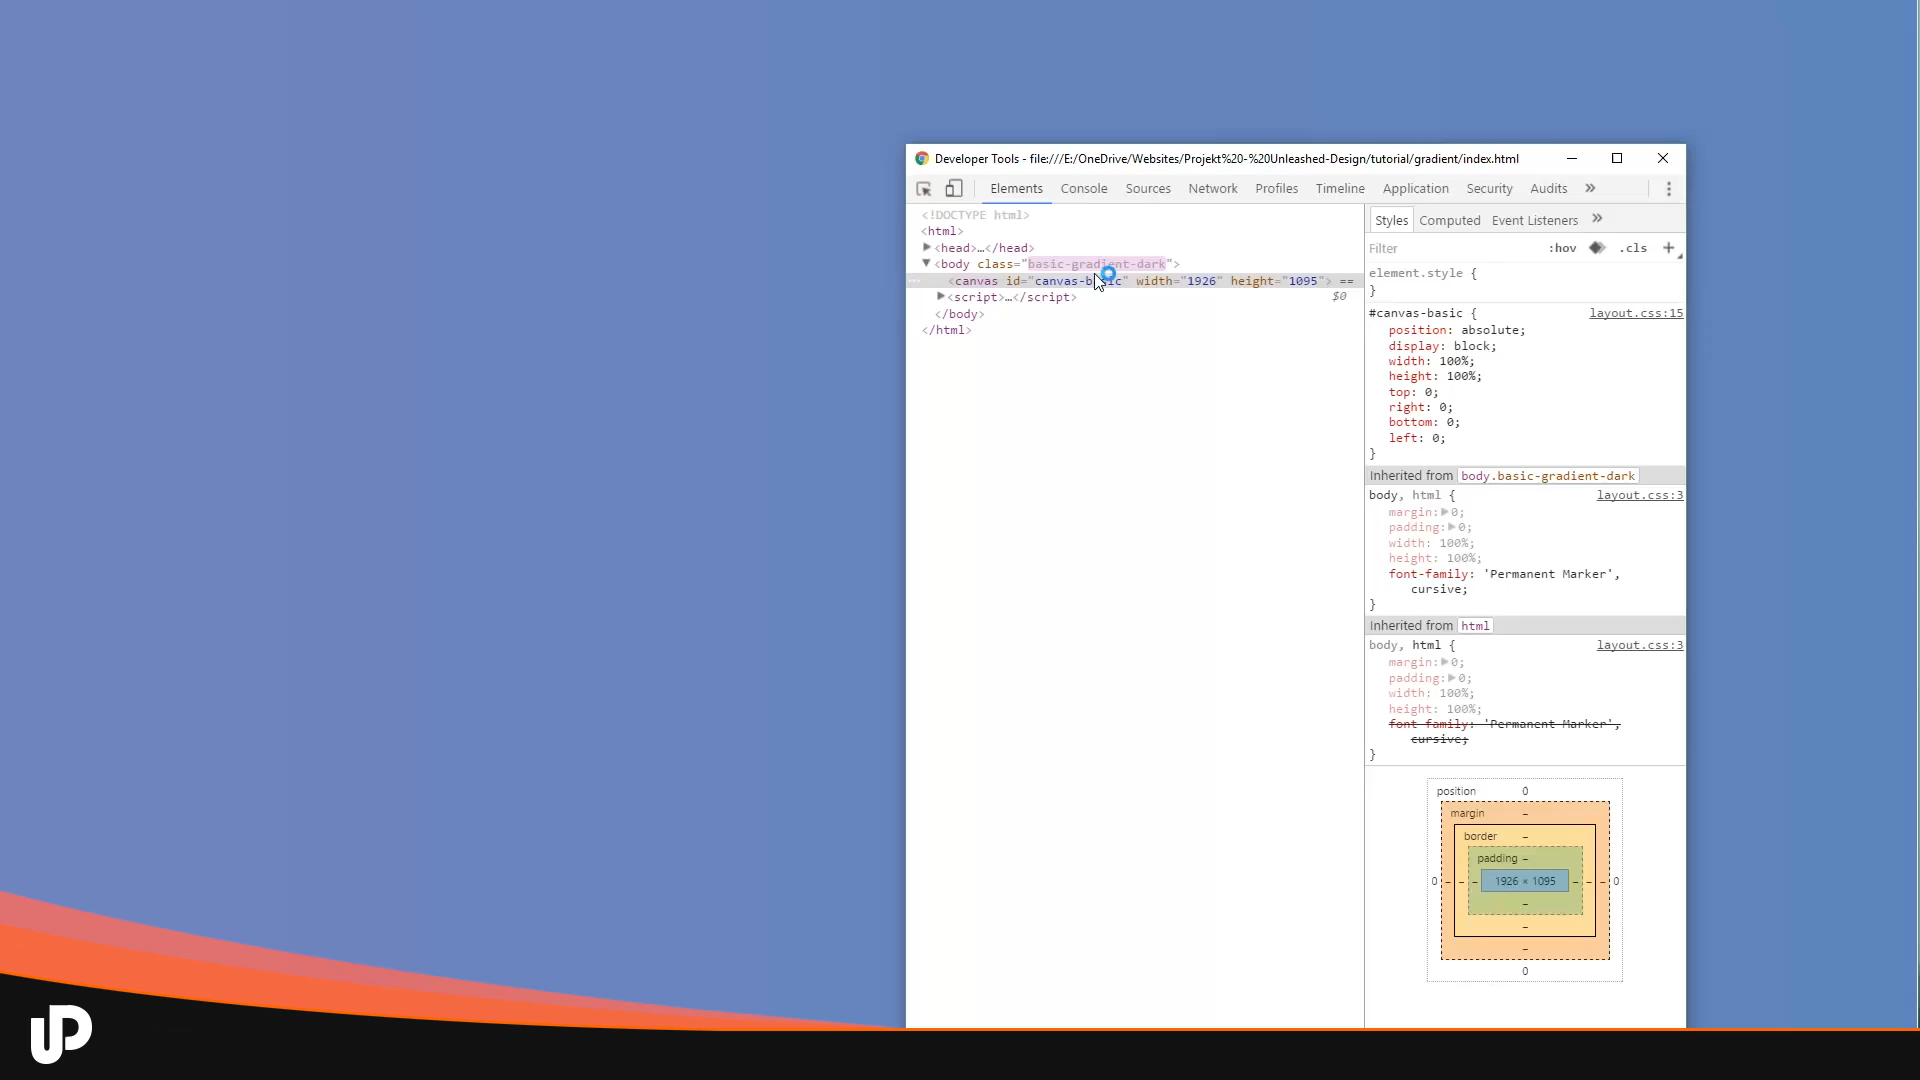 Developer Tools - file:///E:/OneDrive/Websites/Projekt%20-%20Unleashed-Design/tutorial/gradient/index.html
Elements Console Sources Network Profiles Timeline Application Security Audits »
<!DOCTYPE html>
<html>
<head>…</head>
<body class="basic-gradient-dark">
<canvas id="canvas-basic" width="1926" height="1095"> ==
$0
<script>…</script>
</body>
</html>
Styles Computed Event Listeners »
Filter :hov .cls +
element.style {
}
#canvas-basic { layout.css:15
position: absolute;
display: block;
width: 100%;
height: 100%;
top: 0;
right: 0;
bottom: 0;
left: 0;
}
Inherited from body.basic-gradient-dark
body, html { layout.css:3
margin: 0;
padding: 0;
width: 100%;
height: 100%;
font-family: 'Permanent Marker',
cursive;
}
Inherited from html
body, html { layout.css:3
margin: 0;
padding: 0;
width: 100%;
height: 100%;
font-family: 'Permanent Marker',
cursive;
}
position 0
margin –
border –
padding –
0 – – – 1926 × 1095 – – – 0
–
–
–
0
UP